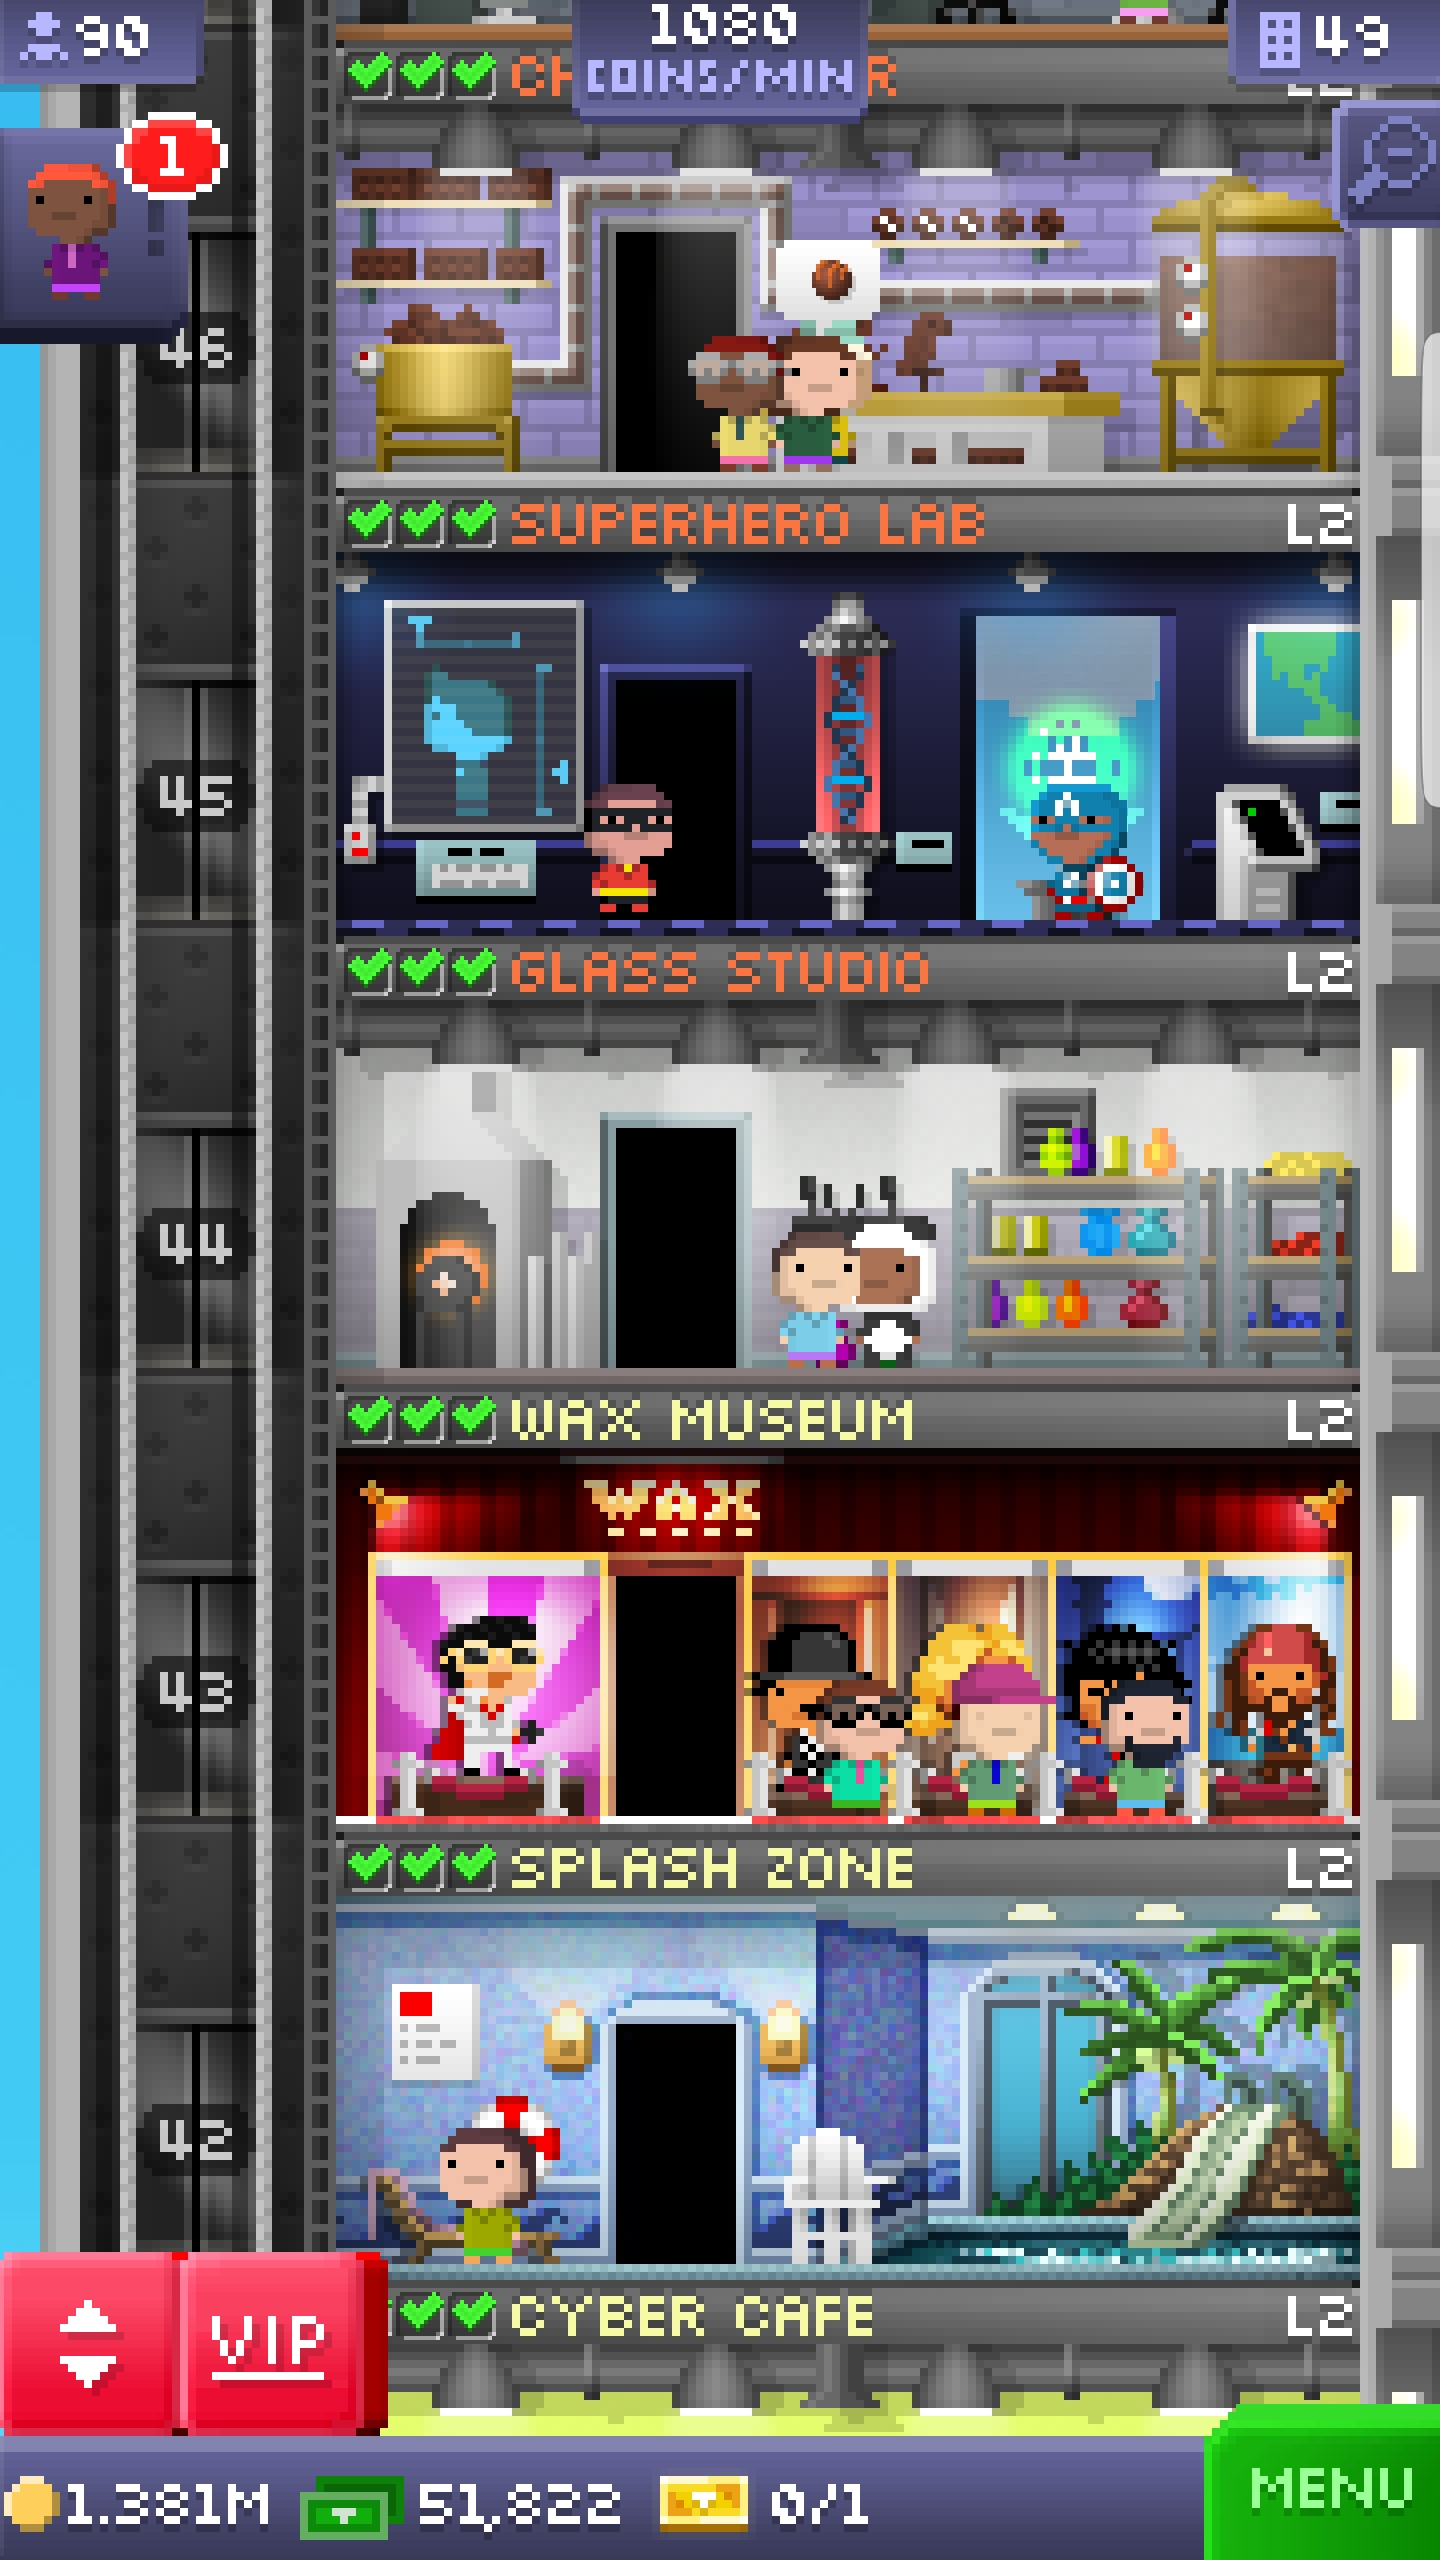 90
1080
COINS/MIN
49
CH R
1
46
SUPERHERO LAB L2
45
GLASS STUDIO L2
44
WAX MUSEUM L2
WAX
43
SPLASH ZONE L2
42
CYBER CAFE L2
VIP
MENU
1.381M 51,822 0/1